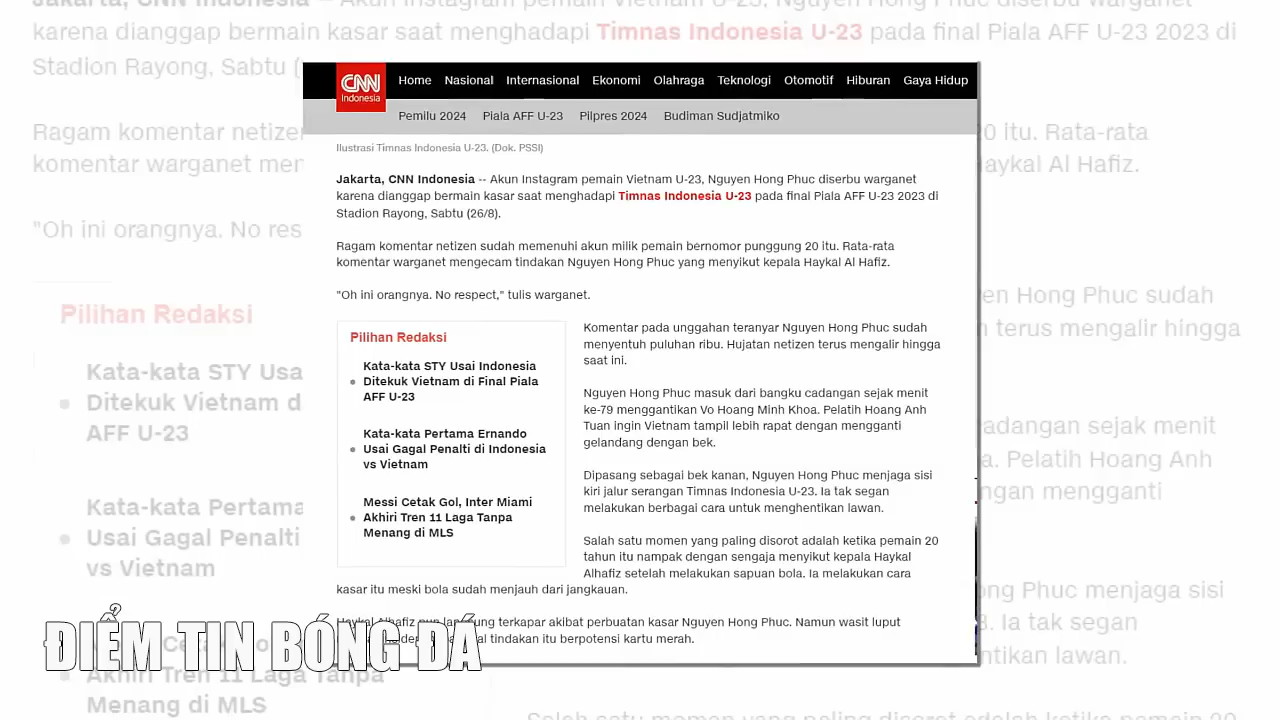 CNN
Indonesia
Home Nasional Internasional Ekonomi Olahraga Teknologi Otomotif Hiburan Gaya Hidup
Pemilu 2024 Piala AFF U-23 Pilpres 2024 Budiman Sudjatmiko
Ilustrasi Timnas Indonesia U-23. (Dok. PSSI)
Jakarta, CNN Indonesia -- Akun Instagram pemain Vietnam U-23, Nguyen Hong Phuc diserbu warganet
karena dianggap bermain kasar saat menghadapi Timnas Indonesia U-23 pada final Piala AFF U-23 2023 di
Stadion Rayong, Sabtu (26/8).
Ragam komentar netizen sudah memenuhi akun milik pemain bernomor punggung 20 itu. Rata-rata
komentar warganet mengecam tindakan Nguyen Hong Phuc yang menyikut kepala Haykal Al Hafiz.
"Oh ini orangnya. No respect," tulis warganet.
Pilihan Redaksi
Kata-kata STY Usai Indonesia
Ditekuk Vietnam di Final Piala
AFF U-23
Kata-kata Pertama Ernando
Usai Gagal Penalti di Indonesia
vs Vietnam
Messi Cetak Gol, Inter Miami
Akhiri Tren 11 Laga Tanpa
Menang di MLS
Komentar pada unggahan teranyar Nguyen Hong Phuc sudah
menyentuh puluhan ribu. Hujatan netizen terus mengalir hingga
saat ini.
Nguyen Hong Phuc masuk dari bangku cadangan sejak menit
ke-79 menggantikan Vo Hoang Minh Khoa. Pelatih Hoang Anh
Tuan ingin Vietnam tampil lebih rapat dengan mengganti
gelandang dengan bek.
Dipasang sebagai bek kanan, Nguyen Hong Phuc menjaga sisi
kiri jalur serangan Timnas Indonesia U-23. Ia tak segan
melakukan berbagai cara untuk menghentikan lawan.
Salah satu momen yang paling disorot adalah ketika pemain 20
tahun itu nampak dengan sengaja menyikut kepala Haykal
Alhafiz setelah melakukan sapuan bola. Ia melakukan cara
kasar itu meski bola sudah menjauh dari jangkauan.
terkapar akibat perbuatan kasar Nguyen Hong Phuc. Namun wasit luput
tindakan itu berpotensi kartu merah.
ĐIỂM TIN BÓNG ĐÁ